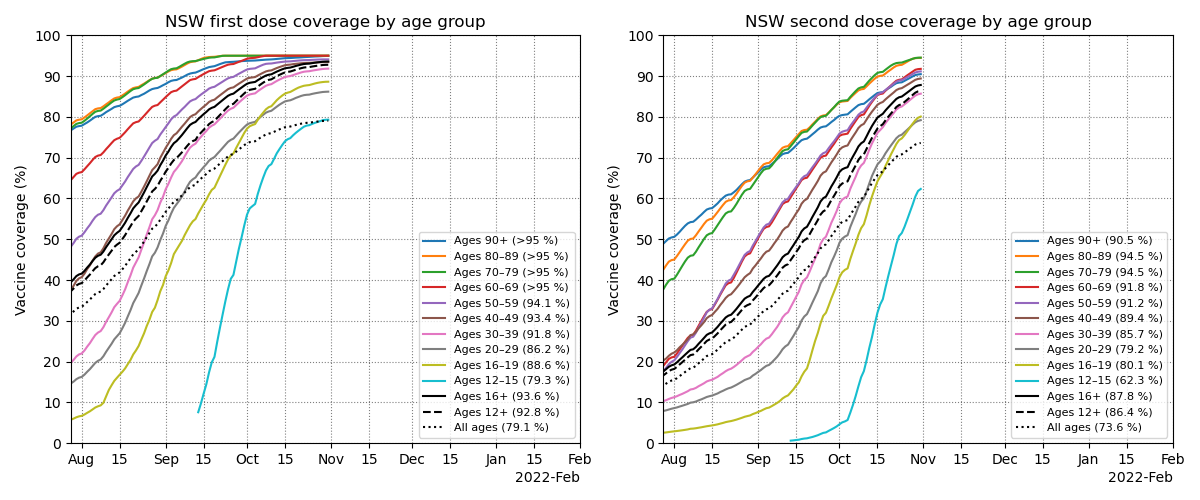 NSW first dose coverage by age group
Vaccine coverage (%)
100
90
80
70
60
50
40
30
20
10
0
Ages 90+ (>95 %)
Ages 80–89 (>95 %)
Ages 70–79 (>95 %)
Ages 60–69 (>95 %)
Ages 50–59 (94.1 %)
Ages 40–49 (93.4 %)
Ages 30–39 (91.8 %)
Ages 20–29 (86.2 %)
Ages 16–19 (88.6 %)
Ages 12–15 (79.3 %)
Ages 16+ (93.6 %)
Ages 12+ (92.8 %)
All ages (79.1 %)
Aug 15 Sep 15 Oct 15 Nov 15 Dec 15 Jan 15 Feb
2022-Feb
NSW second dose coverage by age group
Vaccine coverage (%)
100
90
80
70
60
50
40
30
20
10
0
Ages 90+ (90.5 %)
Ages 80–89 (94.5 %)
Ages 70–79 (94.5 %)
Ages 60–69 (91.8 %)
Ages 50–59 (91.2 %)
Ages 40–49 (89.4 %)
Ages 30–39 (85.7 %)
Ages 20–29 (79.2 %)
Ages 16–19 (80.1 %)
Ages 12–15 (62.3 %)
Ages 16+ (87.8 %)
Ages 12+ (86.4 %)
All ages (73.6 %)
Aug 15 Sep 15 Oct 15 Nov 15 Dec 15 Jan 15 Feb
2022-Feb